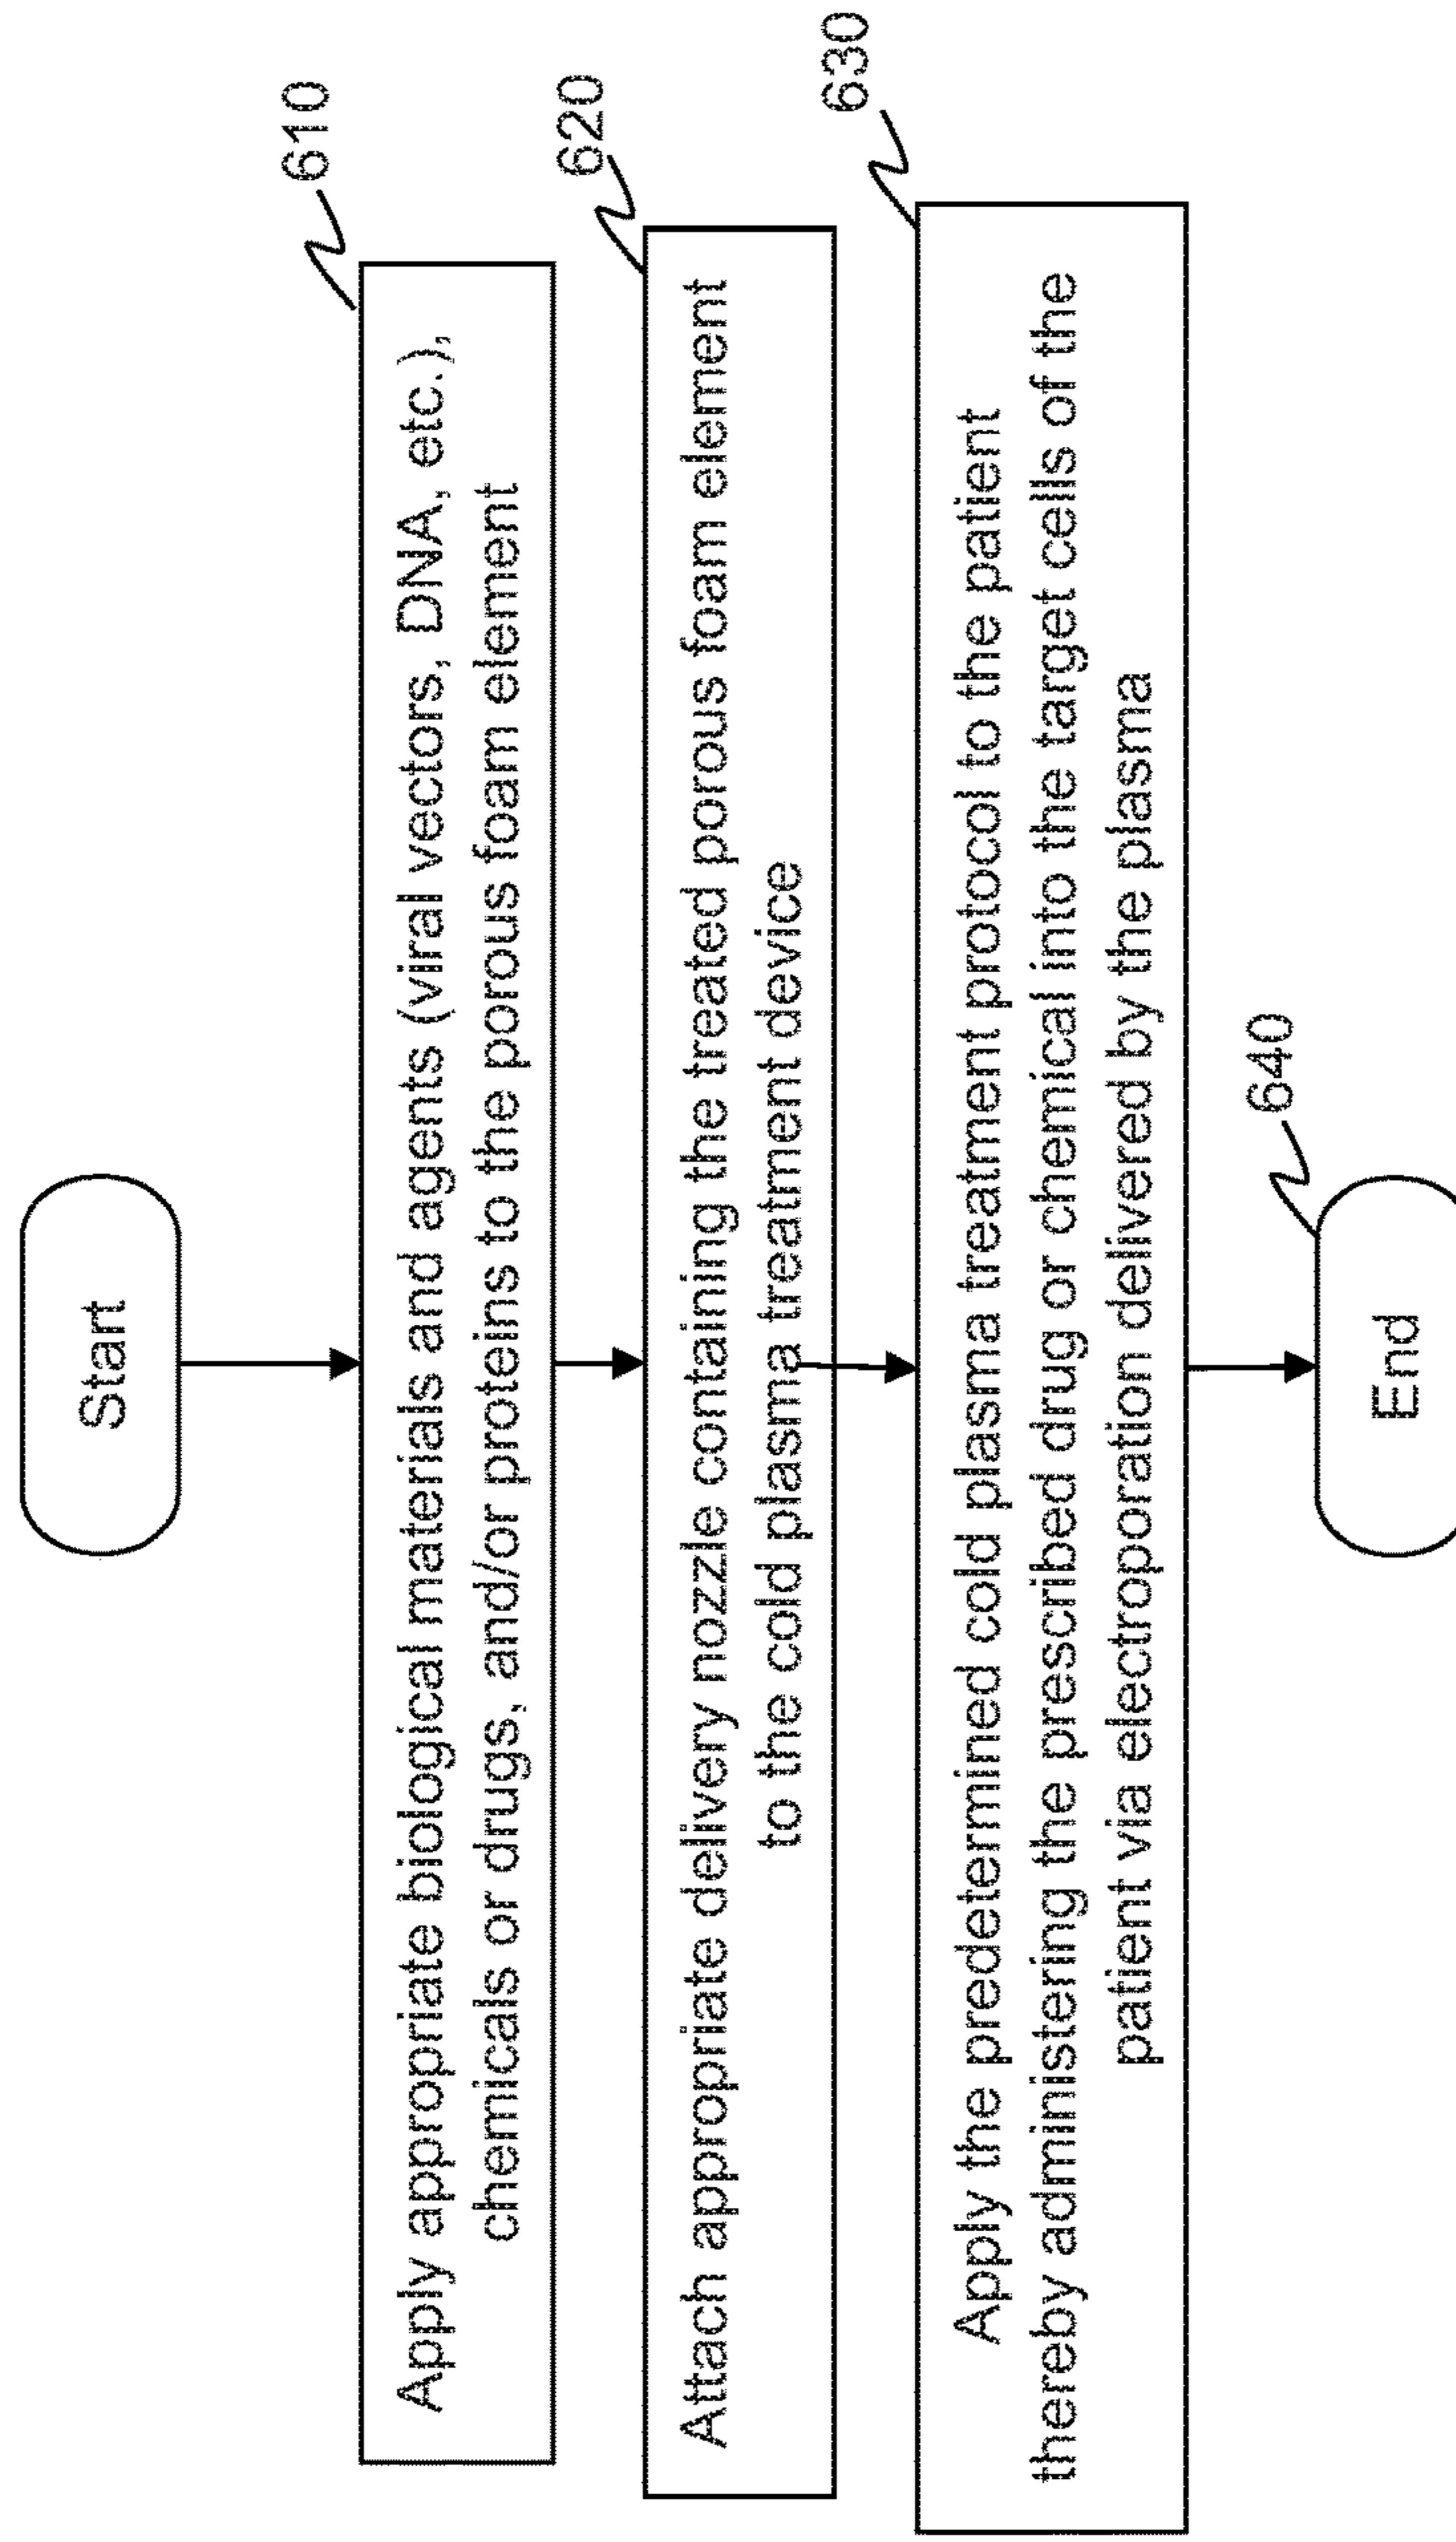 Start
610
Apply appropriate biological materials and agents (viral vectors, DNA, etc.),
chemicals or drugs, and/or proteins to the porous foam element
620
Attach appropriate delivery nozzle containing the treated porous foam element
to the cold plasma treatment device
630
Apply the predetermined cold plasma treatment protocol to the patient
thereby administering the prescribed drug or chemical into the target cells of the
patient via electroporation delivered by the plasma
640
End